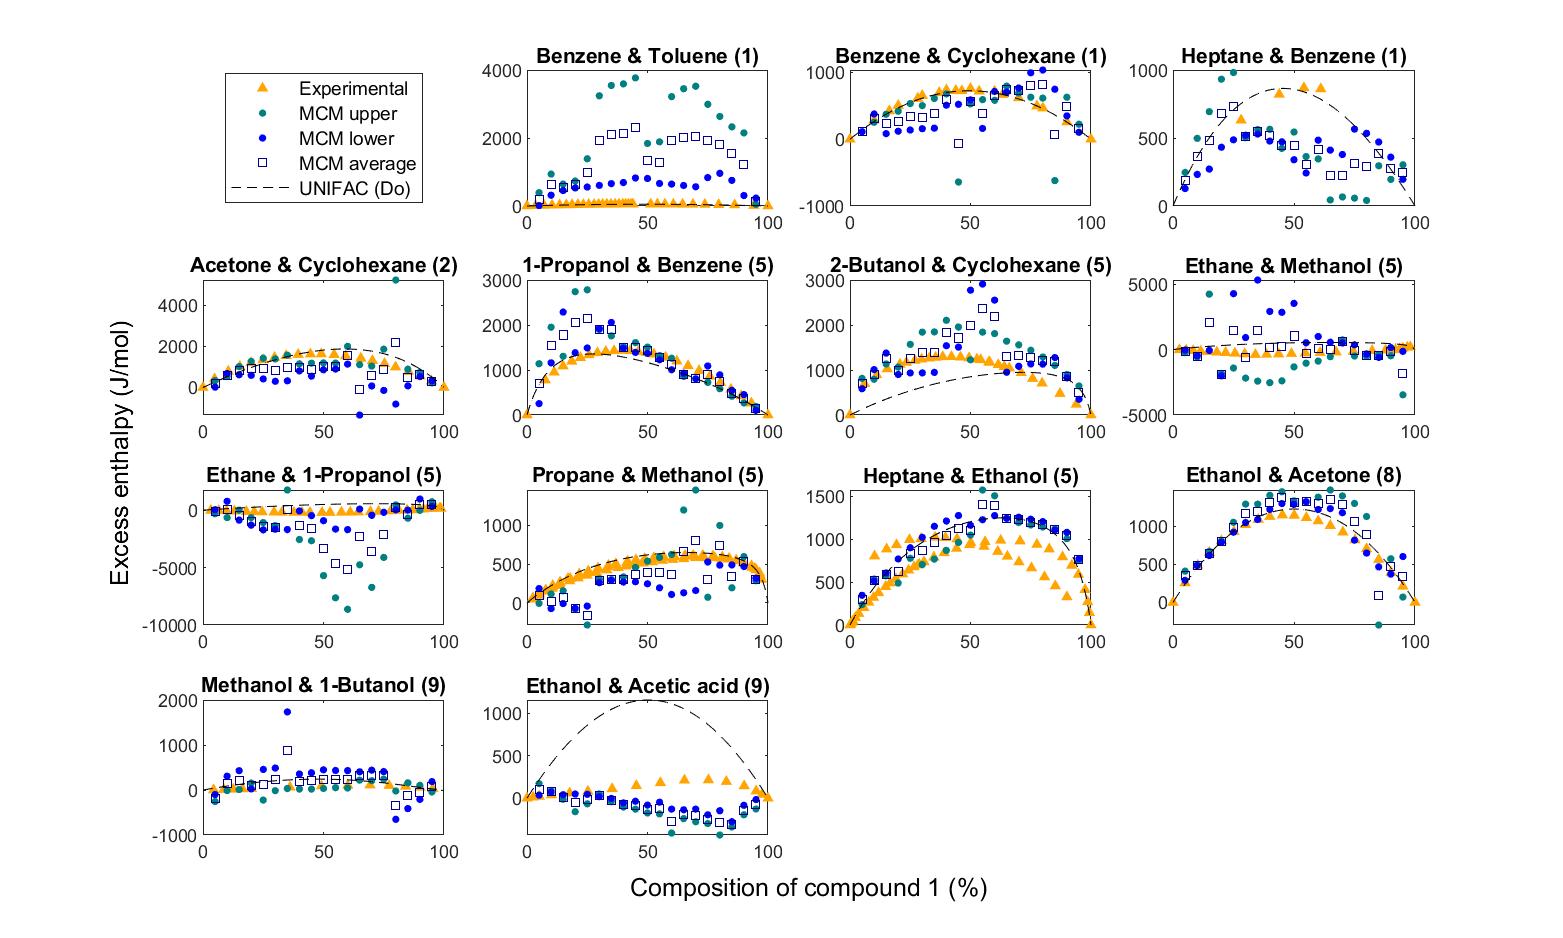 Experimental
MCM upper
MCM lower
MCM average
UNIFAC (Do)
Benzene & Toluene (1)
4000
2000
0
0 50 100
Benzene & Cyclohexane (1)
1000
0
-1000
0 50 100
Heptane & Benzene (1)
1000
500
0
0 50 100
Excess enthalpy (J/mol)
Acetone & Cyclohexane (2)
4000
2000
0
0 50 100
1-Propanol & Benzene (5)
3000
2000
1000
0
0 50 100
2-Butanol & Cyclohexane (5)
3000
2000
1000
0
0 50 100
Ethane & Methanol (5)
5000
0
-5000
0 50 100
Ethane & 1-Propanol (5)
0
-5000
-10000
0 50 100
Propane & Methanol (5)
1000
500
0
0 50 100
Heptane & Ethanol (5)
1500
1000
500
0
0 50 100
Ethanol & Acetone (8)
1000
500
0
0 50 100
Methanol & 1-Butanol (9)
2000
1000
0
-1000
0 50 100
Ethanol & Acetic acid (9)
1000
500
0
0 50 100
Composition of compound 1 (%)